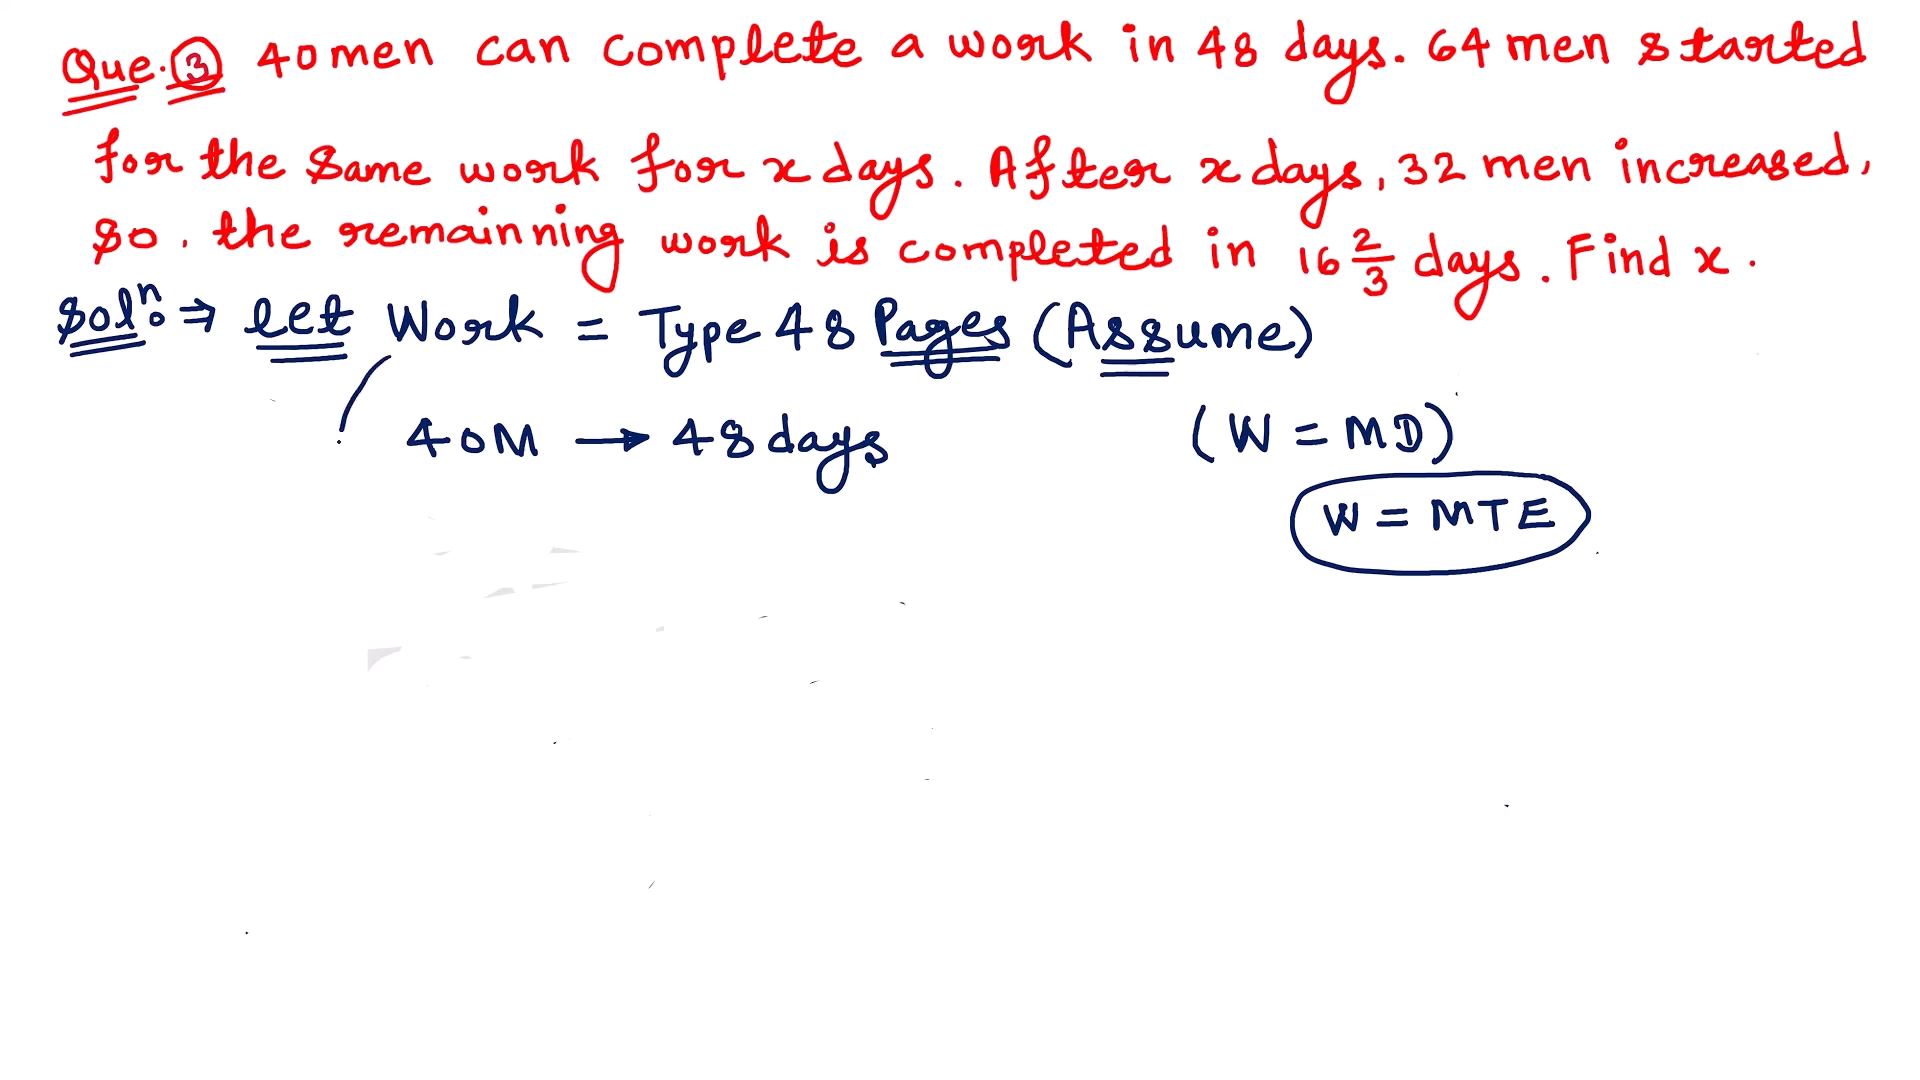 Que. 3 40 men can complete a work in 48 days. 64 men started
for the same work for x days. After x days, 32 men increased,
so, the remainning work is completed in 16 2/3 days. Find x.
Solⁿ: ⇒ let Work = Type 48 Pages (Assume)
40M → 48 days (W = MD)
W = MTE